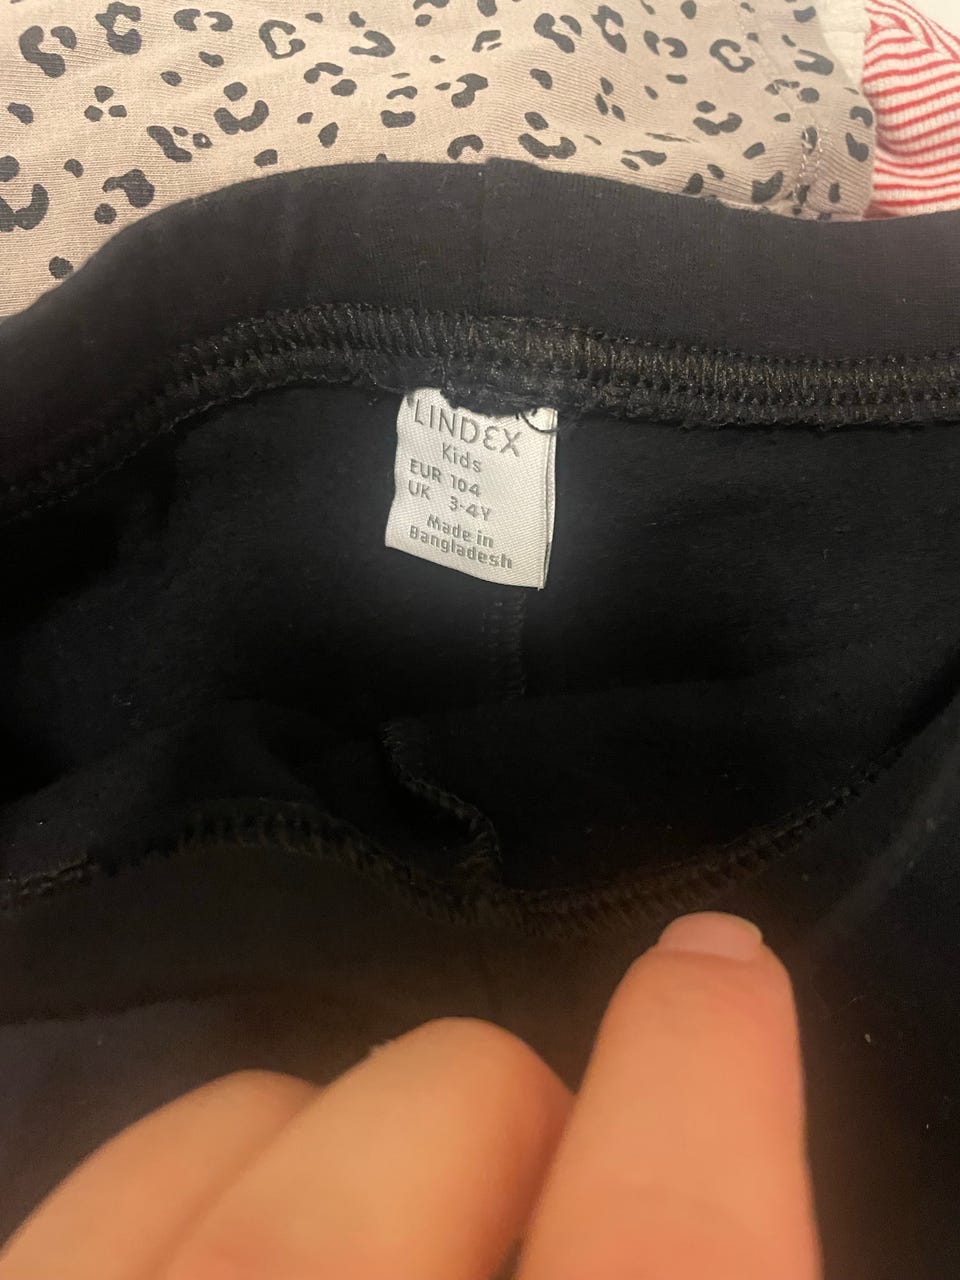 LINDEX
Kids
EUR 104
UK 3-4Y
Made in
Bangladesh